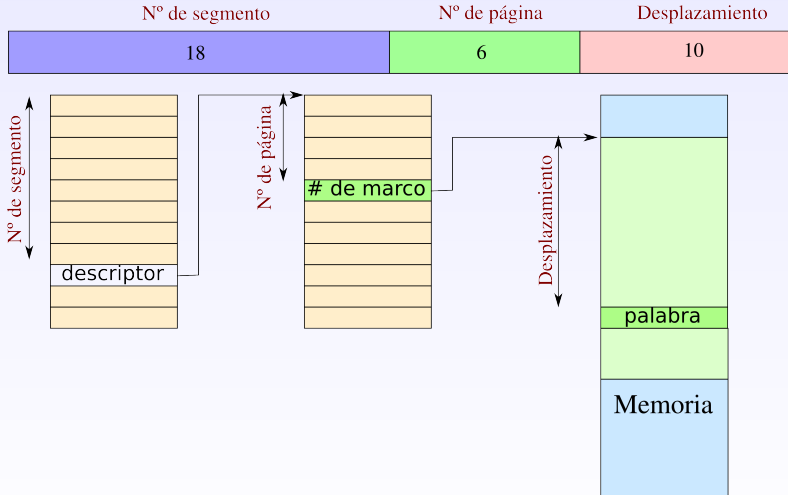 Nº de segmento
Nº de página
Desplazamiento
18
6
10
Nº de segmento
descriptor
Nº de página
# de marco
Desplazamiento
palabra
Memoria